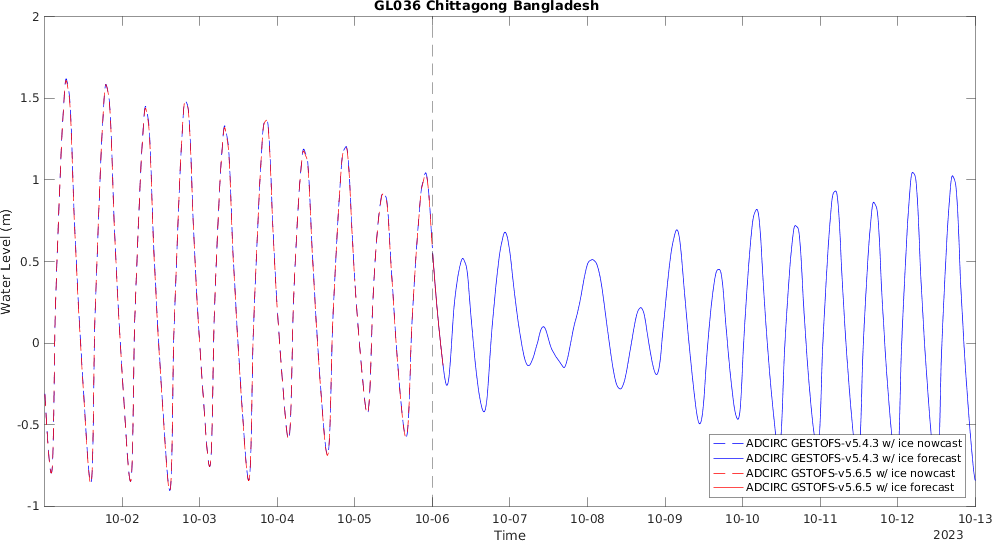 GL036 Chittagong Bangladesh
Water Level (m)
2
1.5
1
0.5
0
-0.5
-1
10-02 10-03 10-04 10-05 10-06 10-07 10-08 10-09 10-10 10-11 10-12 10-13
Time
2023
ADCIRC GESTOFS-v5.4.3 w/ ice nowcast
ADCIRC GESTOFS-v5.4.3 w/ ice forecast
ADCIRC GSTOFS-v5.6.5 w/ ice nowcast
ADCIRC GSTOFS-v5.6.5 w/ ice forecast